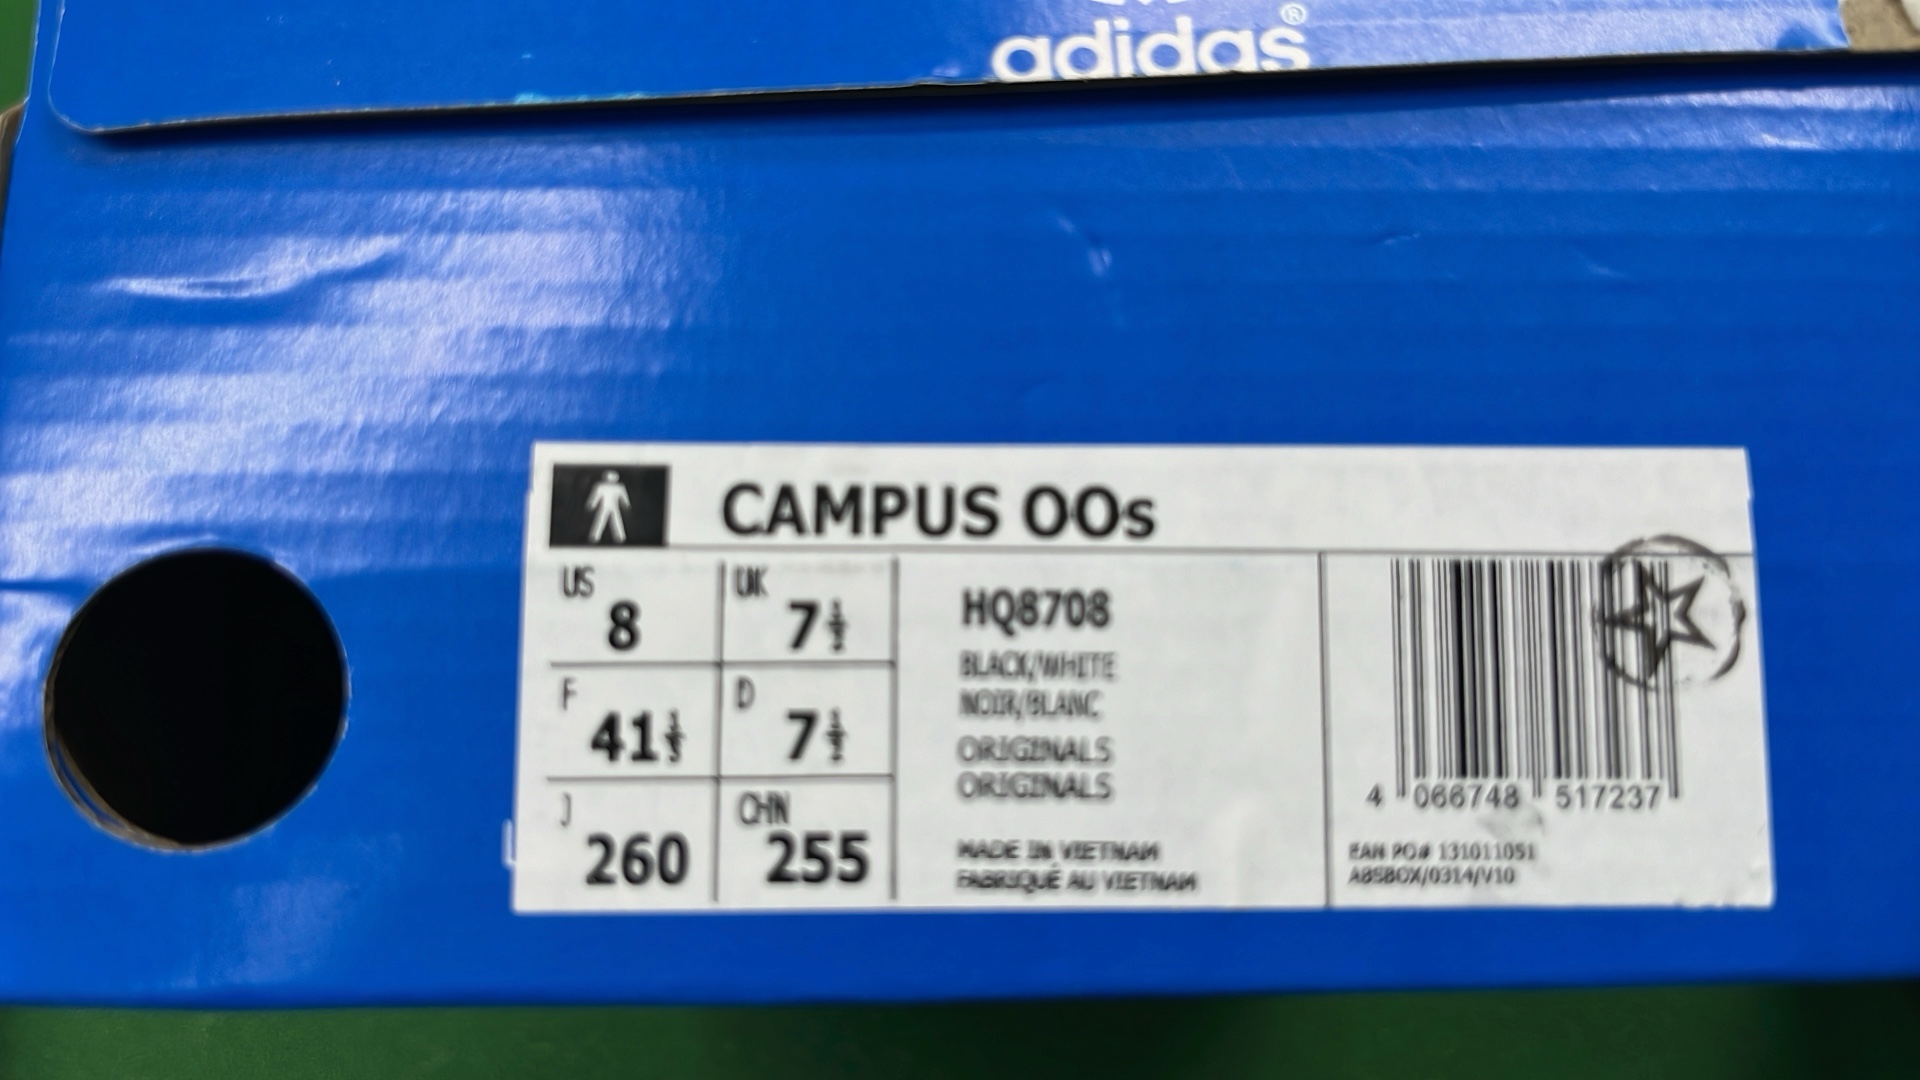 adidas®
CAMPUS 00s
US 8 UK 7½
F 41⅓ D 7½
J 260 CHN 255
HQ8708
BLACK/WHITE
NOIR/BLANC
ORIGINALS
ORIGINALS
MADE IN VIETNAM
FABRIQUÉ AU VIETNAM
4 066748 517237
EAN PO# 131011051
ABSBOX/0314/V10